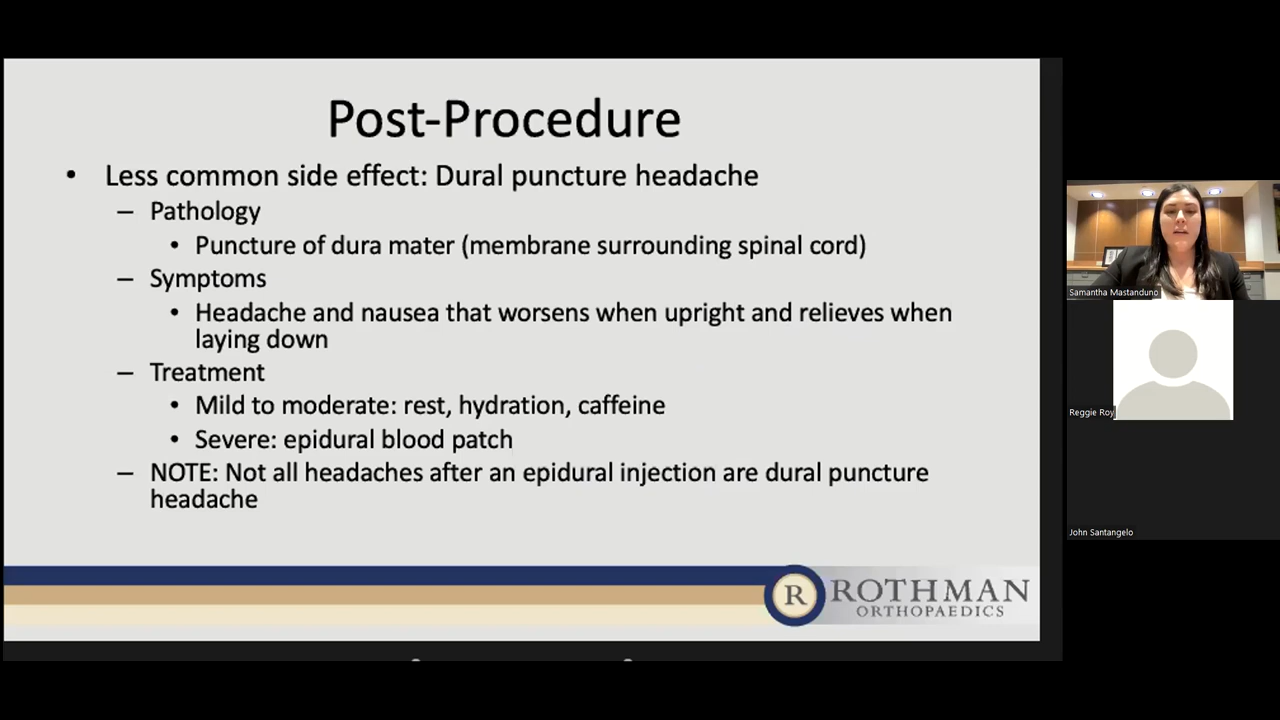 Post-Procedure
• Less common side effect: Dural puncture headache
– Pathology
• Puncture of dura mater (membrane surrounding spinal cord)
– Symptoms
• Headache and nausea that worsens when upright and relieves when
laying down
– Treatment
• Mild to moderate: rest, hydration, caffeine
• Severe: epidural blood patch
– NOTE: Not all headaches after an epidural injection are dural puncture
headache
R ROTHMAN
ORTHOPAEDICS
Samantha Mastanduno
Reggie Roy
John Santangelo